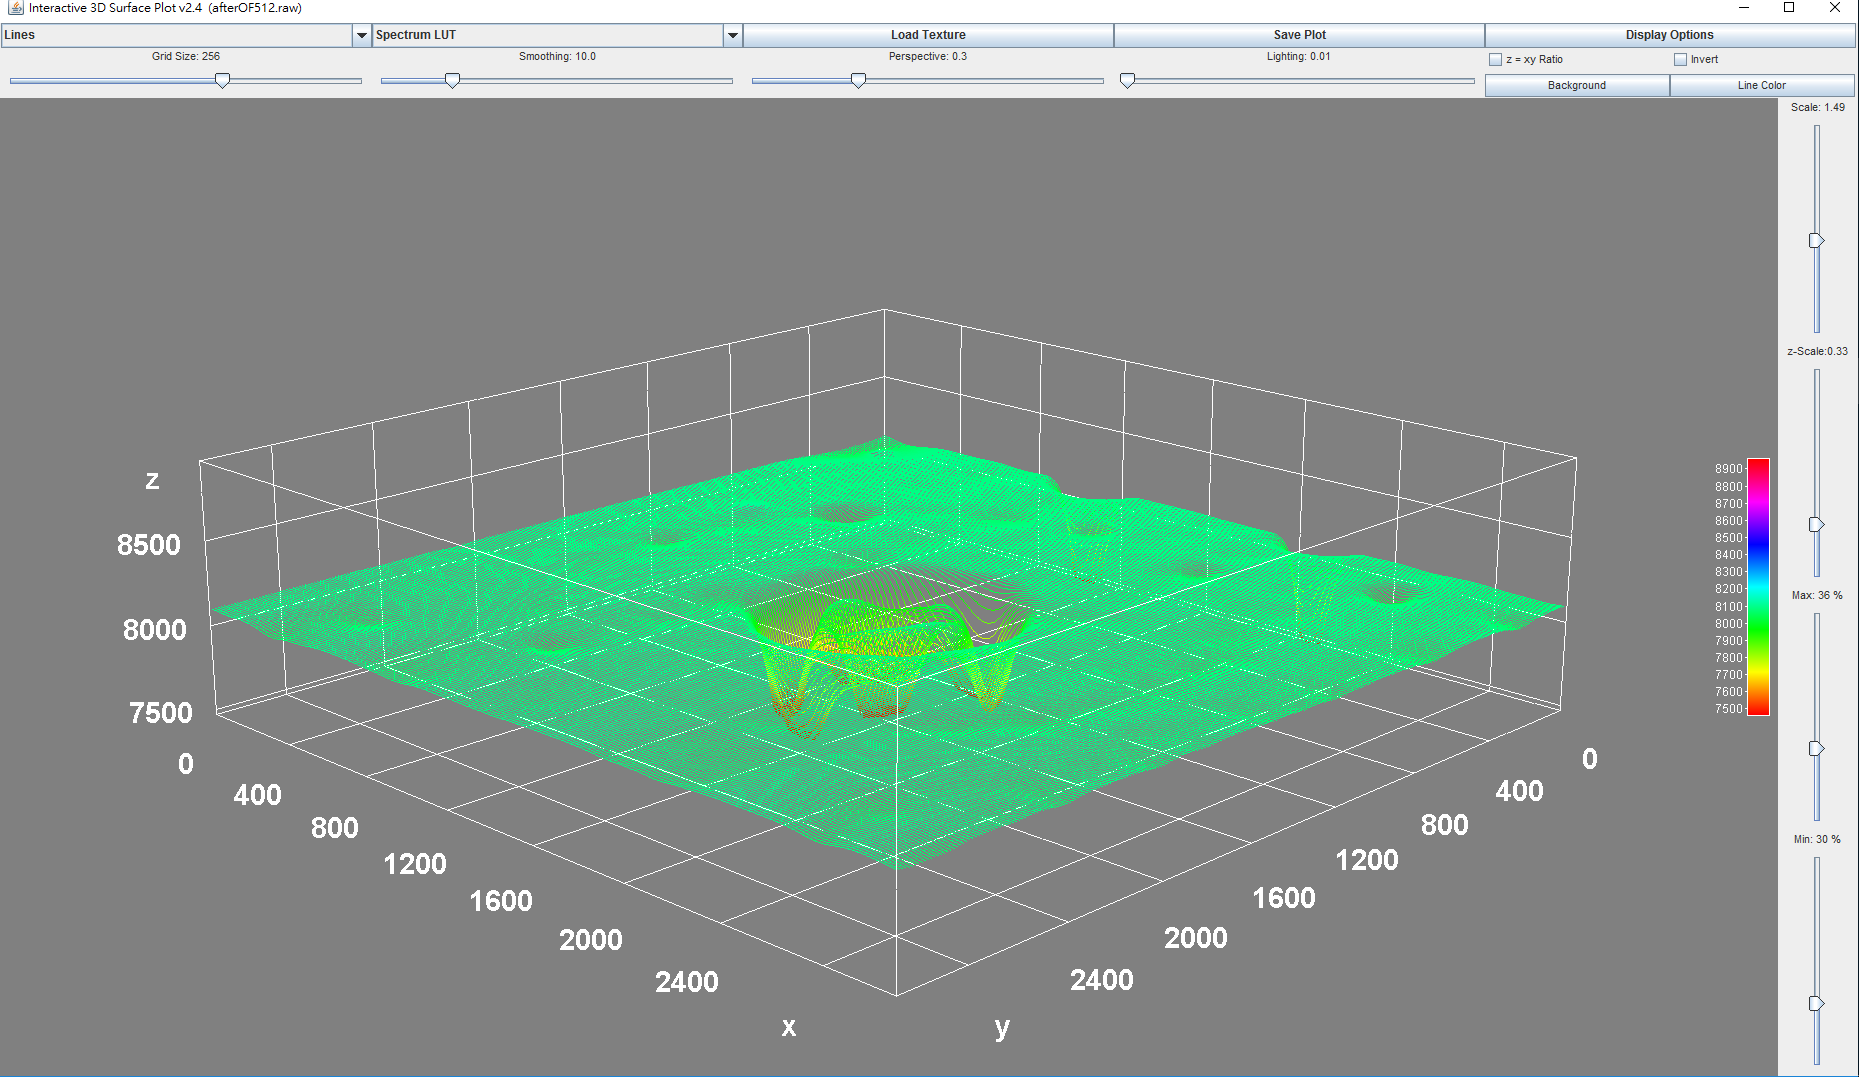 Interactive 3D Surface Plot v2.4 (afterOF512.raw)
Lines
Spectrum LUT
Load Texture
Save Plot
Display Options
Grid Size: 256
Smoothing: 10.0
Perspective: 0.3
Lighting: 0.01
z = xy Ratio
Invert
Background
Line Color
Scale: 1.49
z-Scale:0.33
Max: 36 %
Min: 30 %
z
8500
8000
7500
0
400
800
1200
1600
2000
2400
x
y
2400
2000
1600
1200
800
400
0
8900
8800
8700
8600
8500
8400
8300
8200
8100
8000
7900
7800
7700
7600
7500